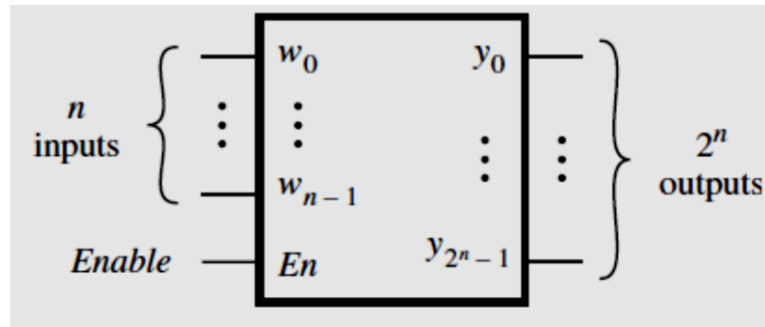 n
inputs
Enable
w₀
⋮
⋮
wₙ₋₁
En
y₀
⋮
⋮
y₂ⁿ₋₁
2ⁿ
outputs